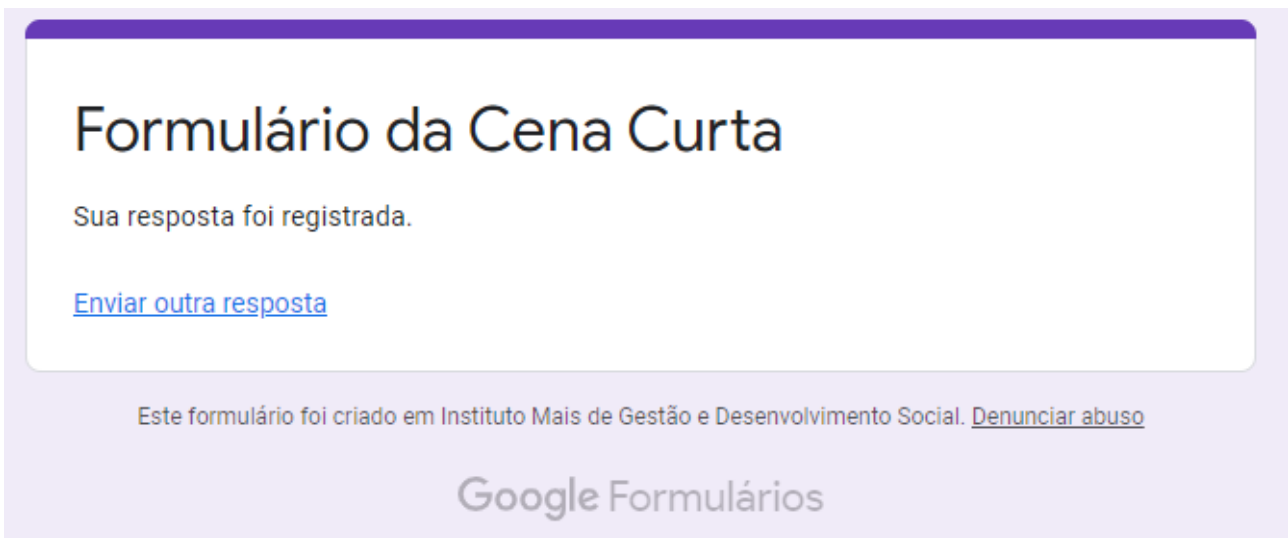 Formulário da Cena Curta
Sua resposta foi registrada.
Enviar outra resposta
Este formulário foi criado em Instituto Mais de Gestão e Desenvolvimento Social. Denunciar abuso
Google Formulários